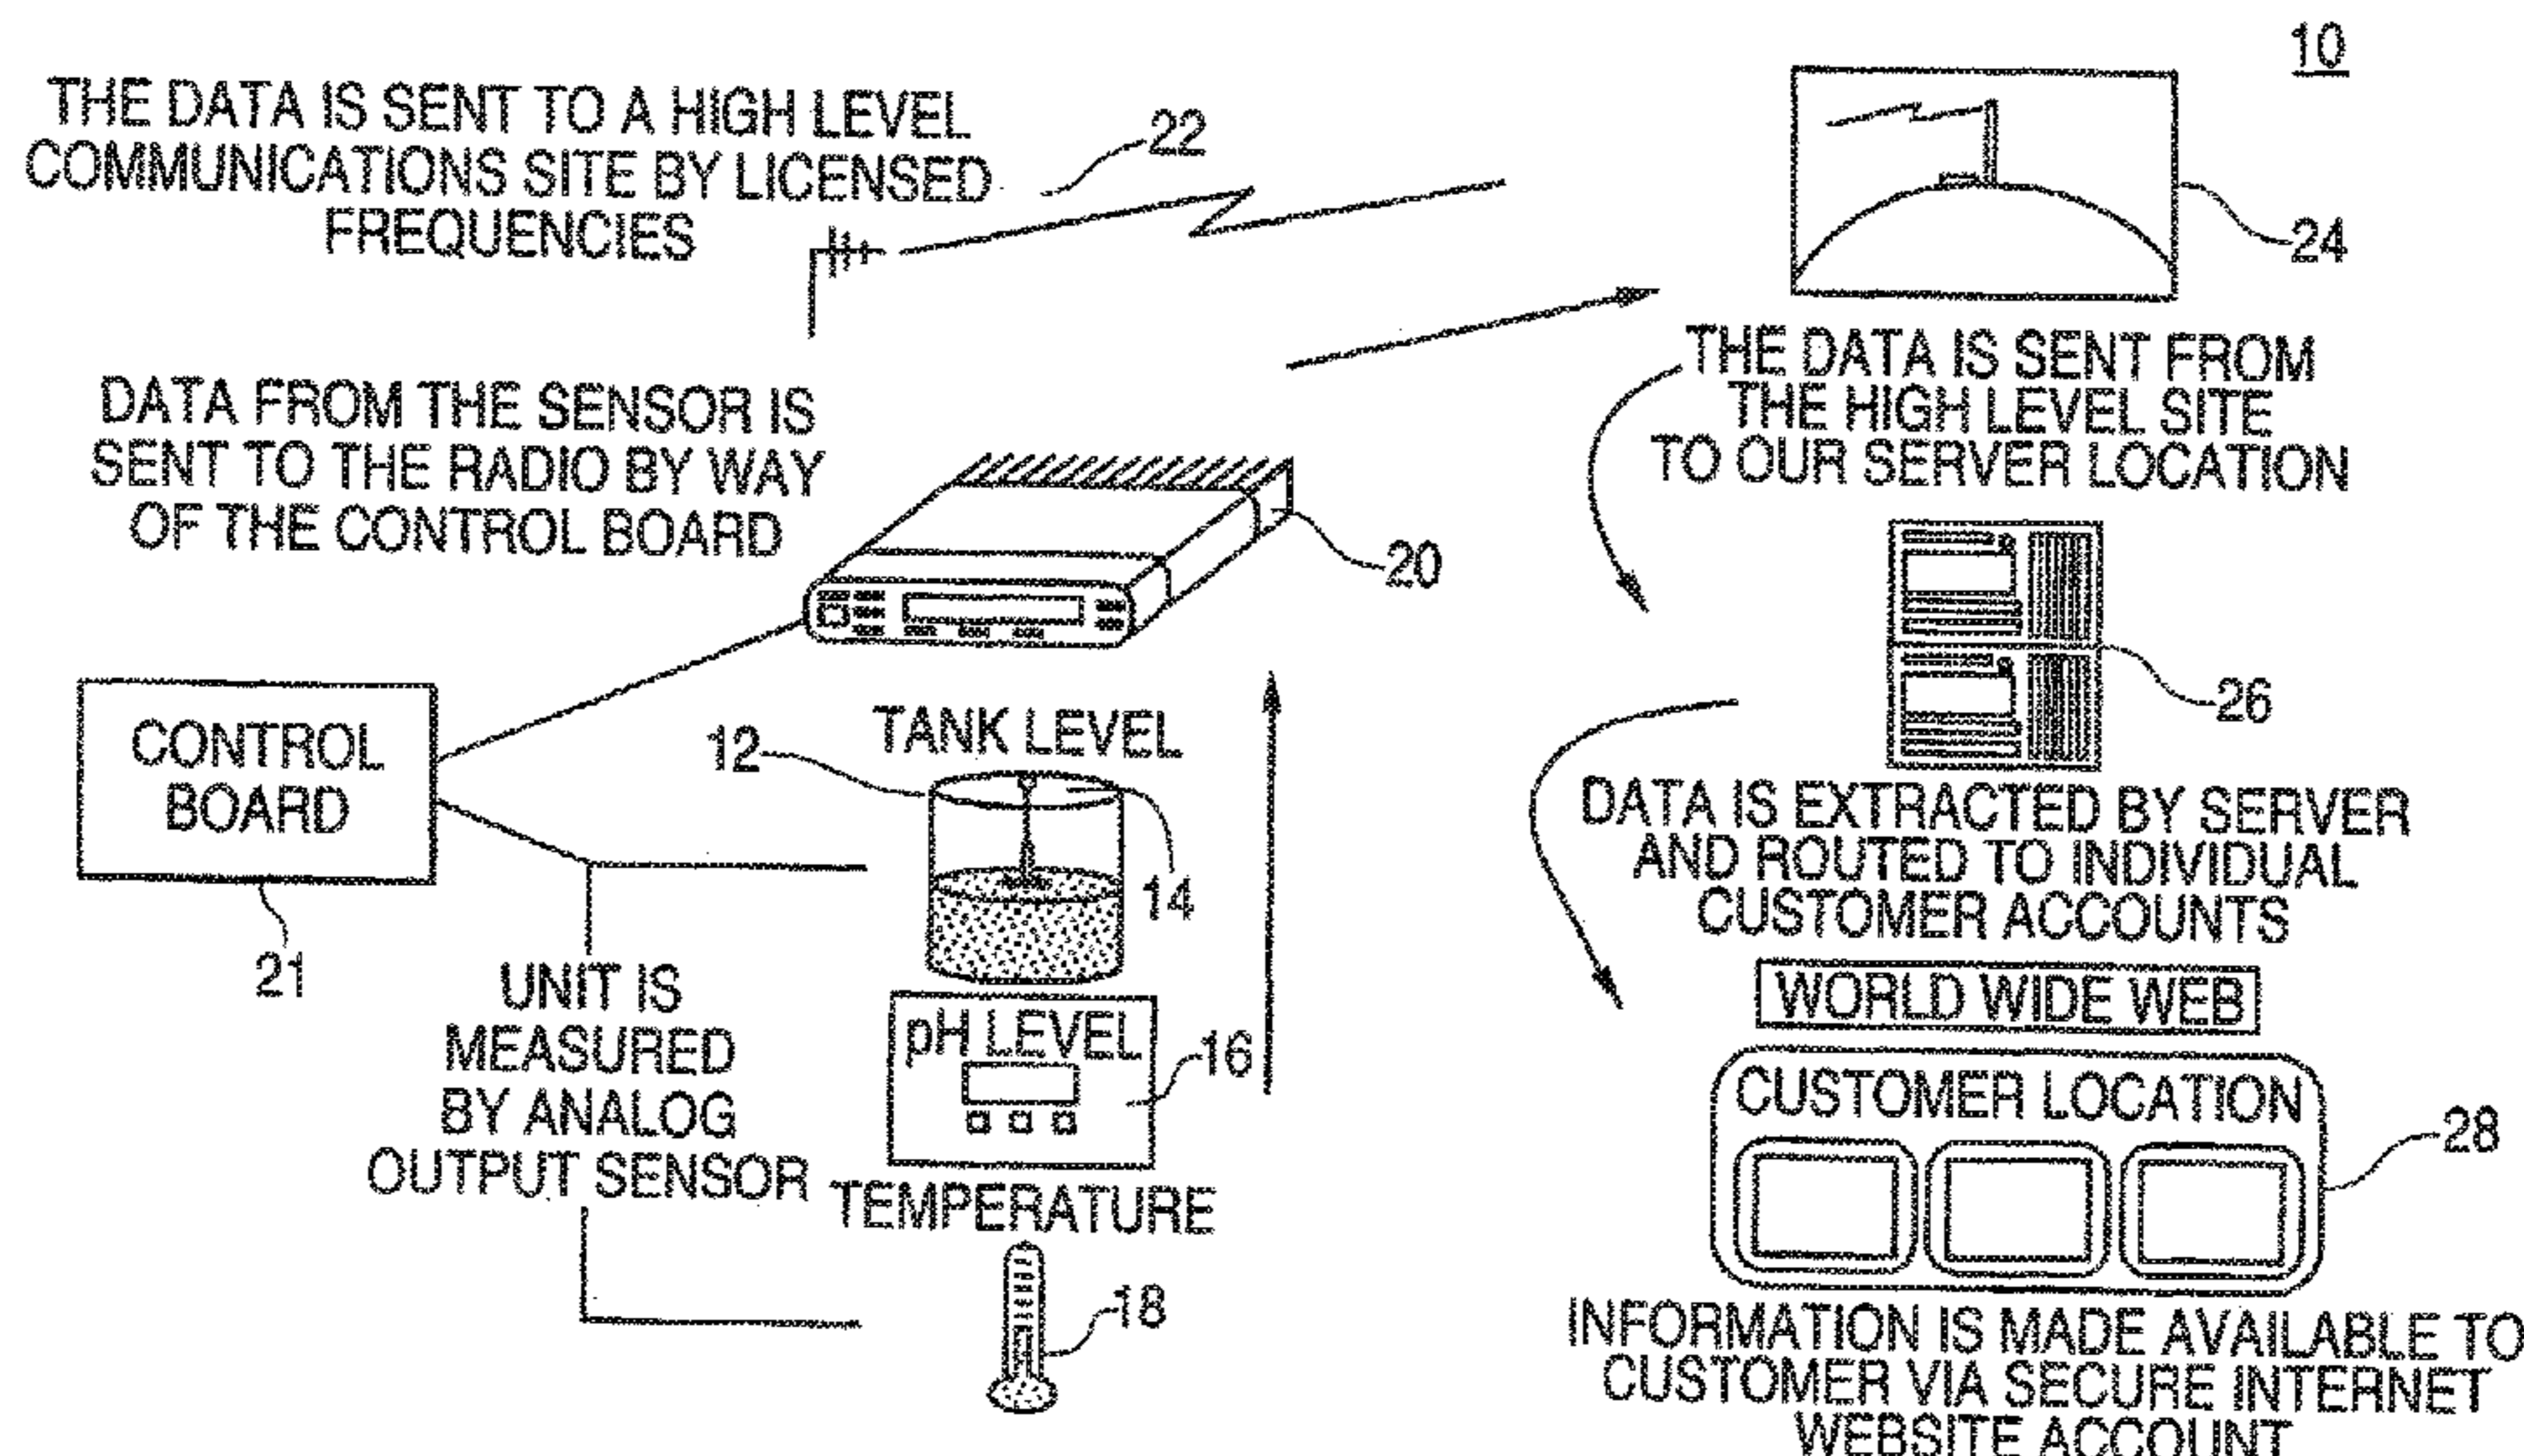 10
THE DATA IS SENT TO A HIGH LEVEL
COMMUNICATIONS SITE BY LICENSED
FREQUENCIES
22
24
DATA FROM THE SENSOR IS
SENT TO THE RADIO BY WAY
OF THE CONTROL BOARD
20
THE DATA IS SENT FROM
THE HIGH LEVEL SITE
TO OUR SERVER LOCATION
26
CONTROL
BOARD
21
TANK LEVEL
12
14
UNIT IS
MEASURED
BY ANALOG
OUTPUT SENSOR
pH LEVEL
16
TEMPERATURE
18
DATA IS EXTRACTED BY SERVER
AND ROUTED TO INDIVIDUAL
CUSTOMER ACCOUNTS
WORLD WIDE WEB
CUSTOMER LOCATION
28
INFORMATION IS MADE AVAILABLE TO
CUSTOMER VIA SECURE INTERNET
WEBSITE ACCOUNT